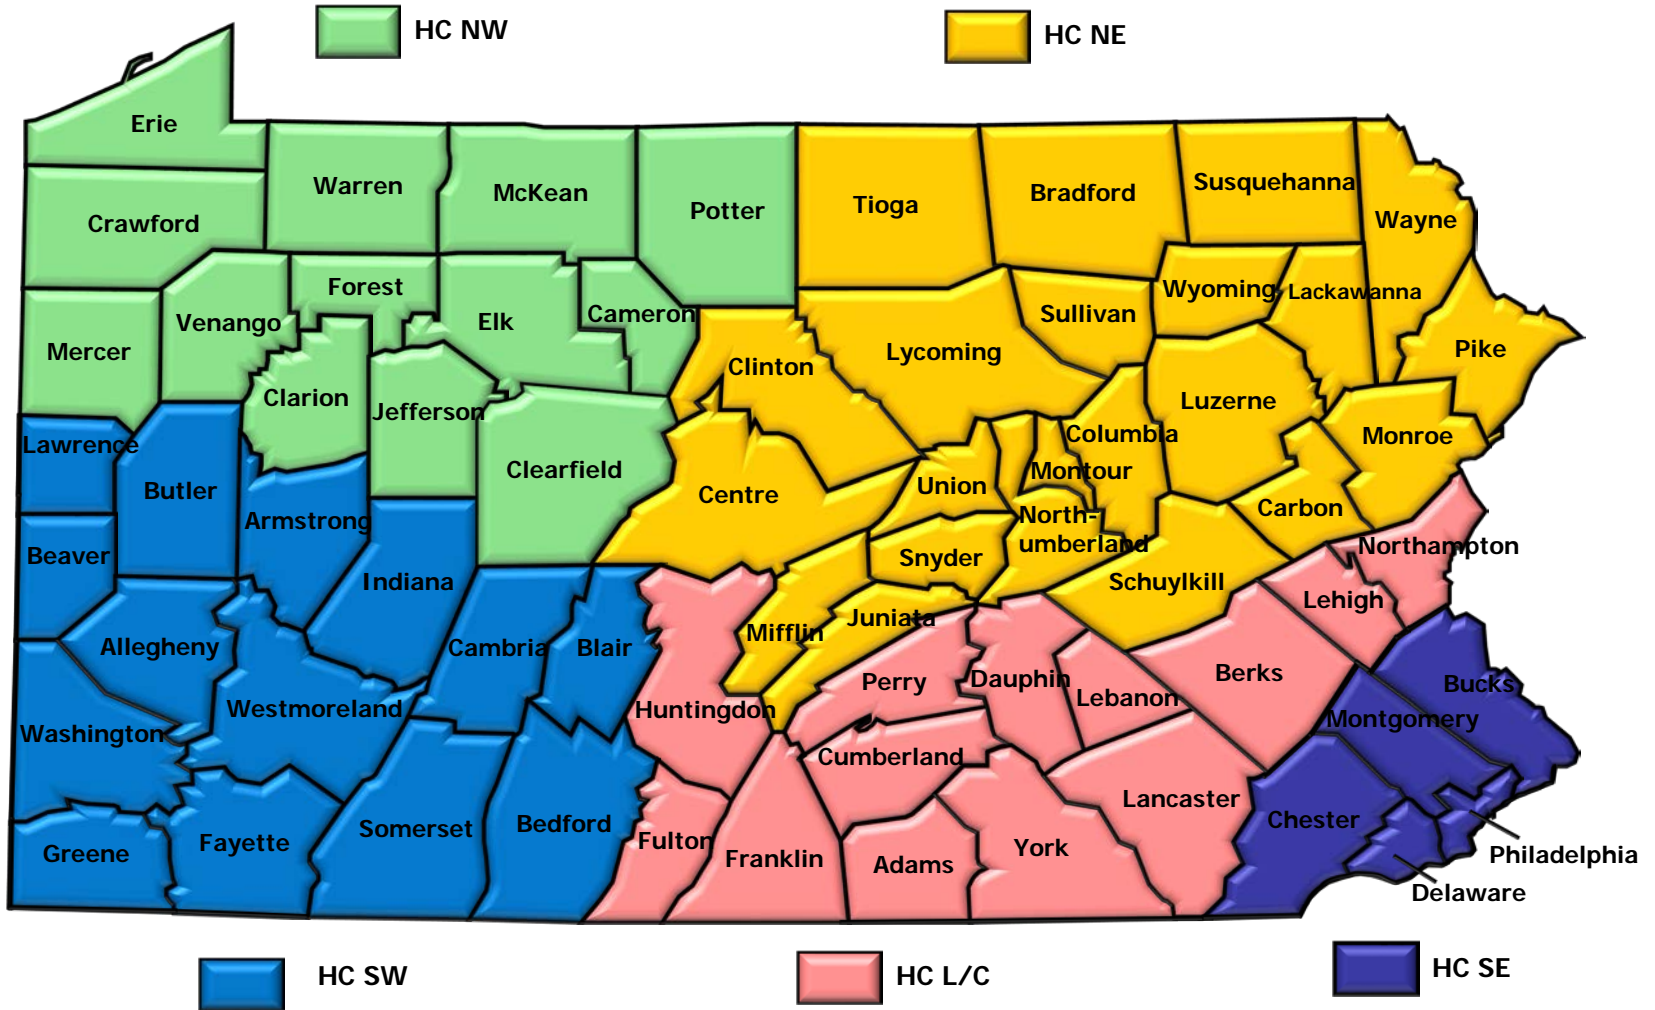 HC NW
HC NE
Erie
Warren
McKean
Potter
Tioga
Bradford
Susquehanna
Wayne
Crawford
Forest
Elk
Cameron
Venango
Mercer
Clarion
Jefferson
Clearfield
Clinton
Lycoming
Sullivan
Wyoming
Lackawanna
Pike
Luzerne
Columbia
Montour
Monroe
Carbon
Centre
Union
Snyder
North-
umberland
Schuylkill
Mifflin
Juniata
Lawrence
Butler
Armstrong
Beaver
Indiana
Allegheny
Cambria
Blair
Westmoreland
Washington
Greene
Fayette
Somerset
Bedford
Huntingdon
Perry
Dauphin
Lebanon
Berks
Lehigh
Northampton
Cumberland
Fulton
Franklin
Adams
York
Lancaster
Bucks
Montgomery
Chester
Philadelphia
Delaware
HC SW
HC L/C
HC SE